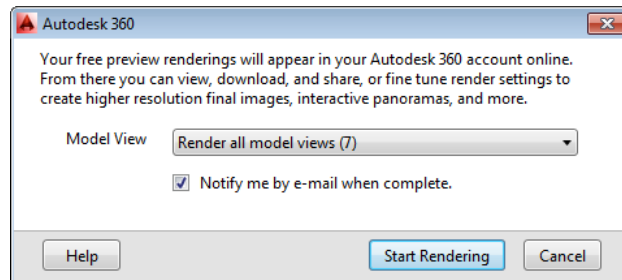 Autodesk 360
Your free preview renderings will appear in your Autodesk 360 account online.
From there you can view, download, and share, or fine tune render settings to
create higher resolution final images, interactive panoramas, and more.
Model View
Render all model views (7)
Notify me by e-mail when complete.
Help
Start Rendering
Cancel